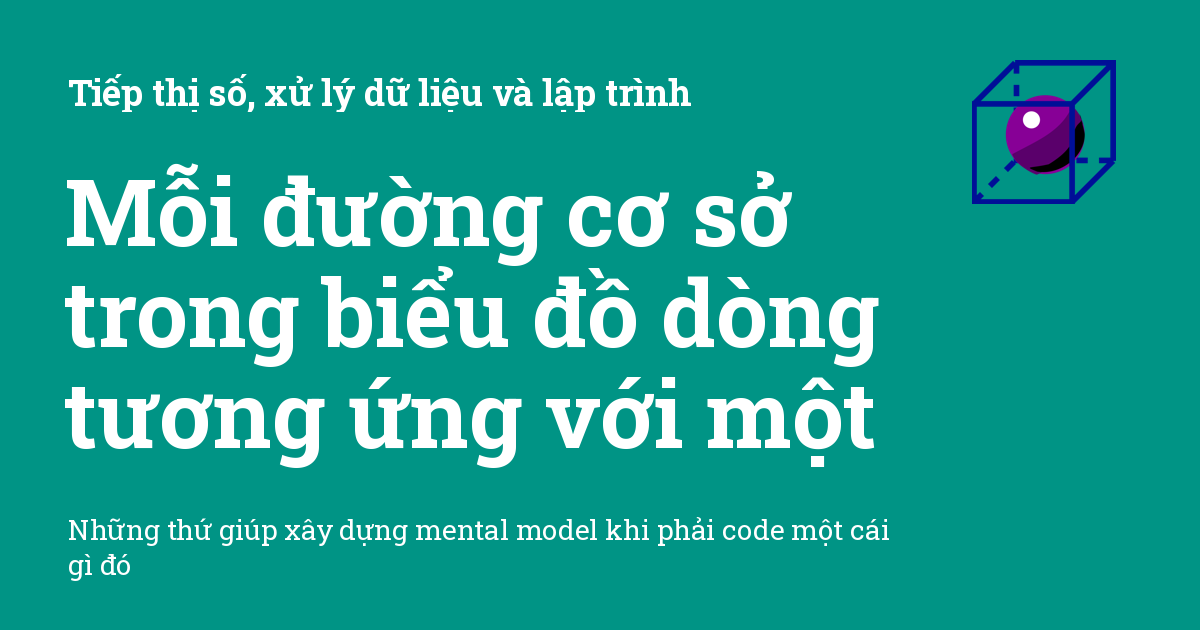 Tiếp thị số, xử lý dữ liệu và lập trình
Mỗi đường cơ sở
trong biểu đồ dòng
tương ứng với một
Những thứ giúp xây dựng mental model khi phải code một cái
gì đó